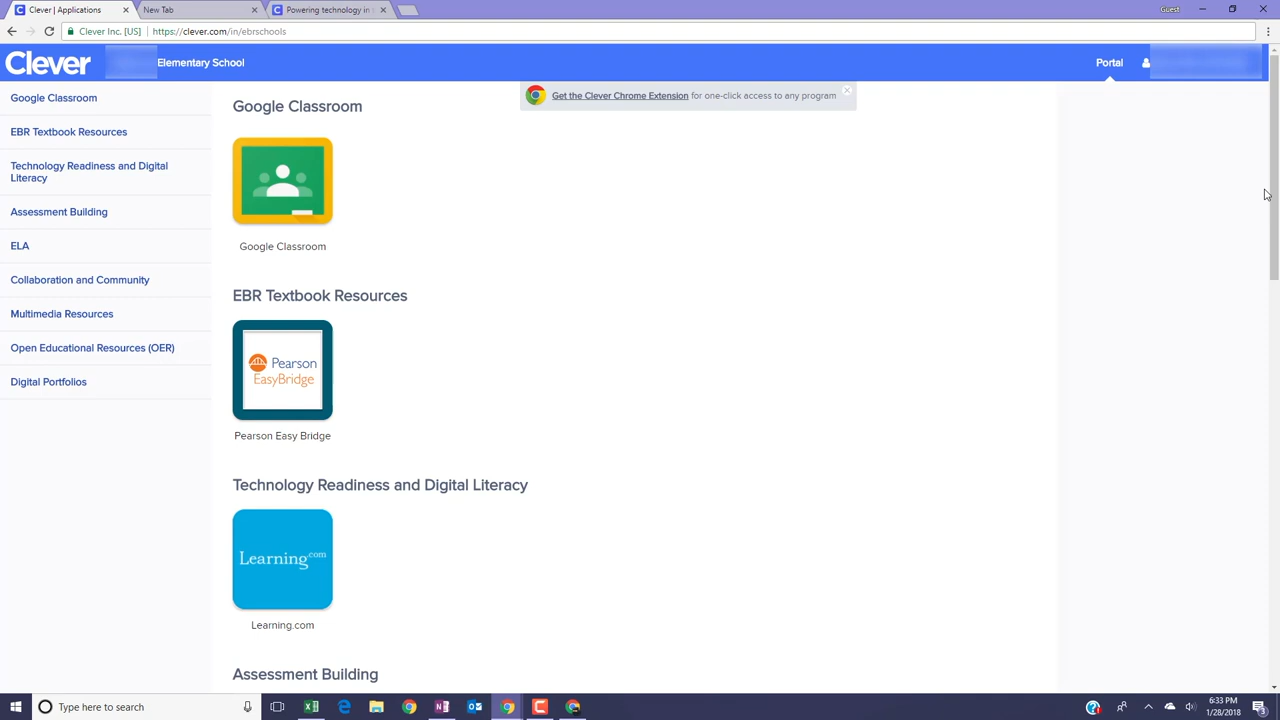 Clever | Applications
New Tab
Powering technology in
Guest
Clever Inc. [US]
https://clever.com/in/ebrschools
Clever
Elementary School
Portal
Google Classroom
EBR Textbook Resources
Technology Readiness and Digital
Literacy
Assessment Building
ELA
Collaboration and Community
Multimedia Resources
Open Educational Resources (OER)
Digital Portfolios
Get the Clever Chrome Extension for one-click access to any program
Google Classroom
Google Classroom
EBR Textbook Resources
Pearson
EasyBridge
Pearson Easy Bridge
Technology Readiness and Digital Literacy
Learning.com
Learning.com
Assessment Building
Type here to search
6:33 PM
1/28/2018